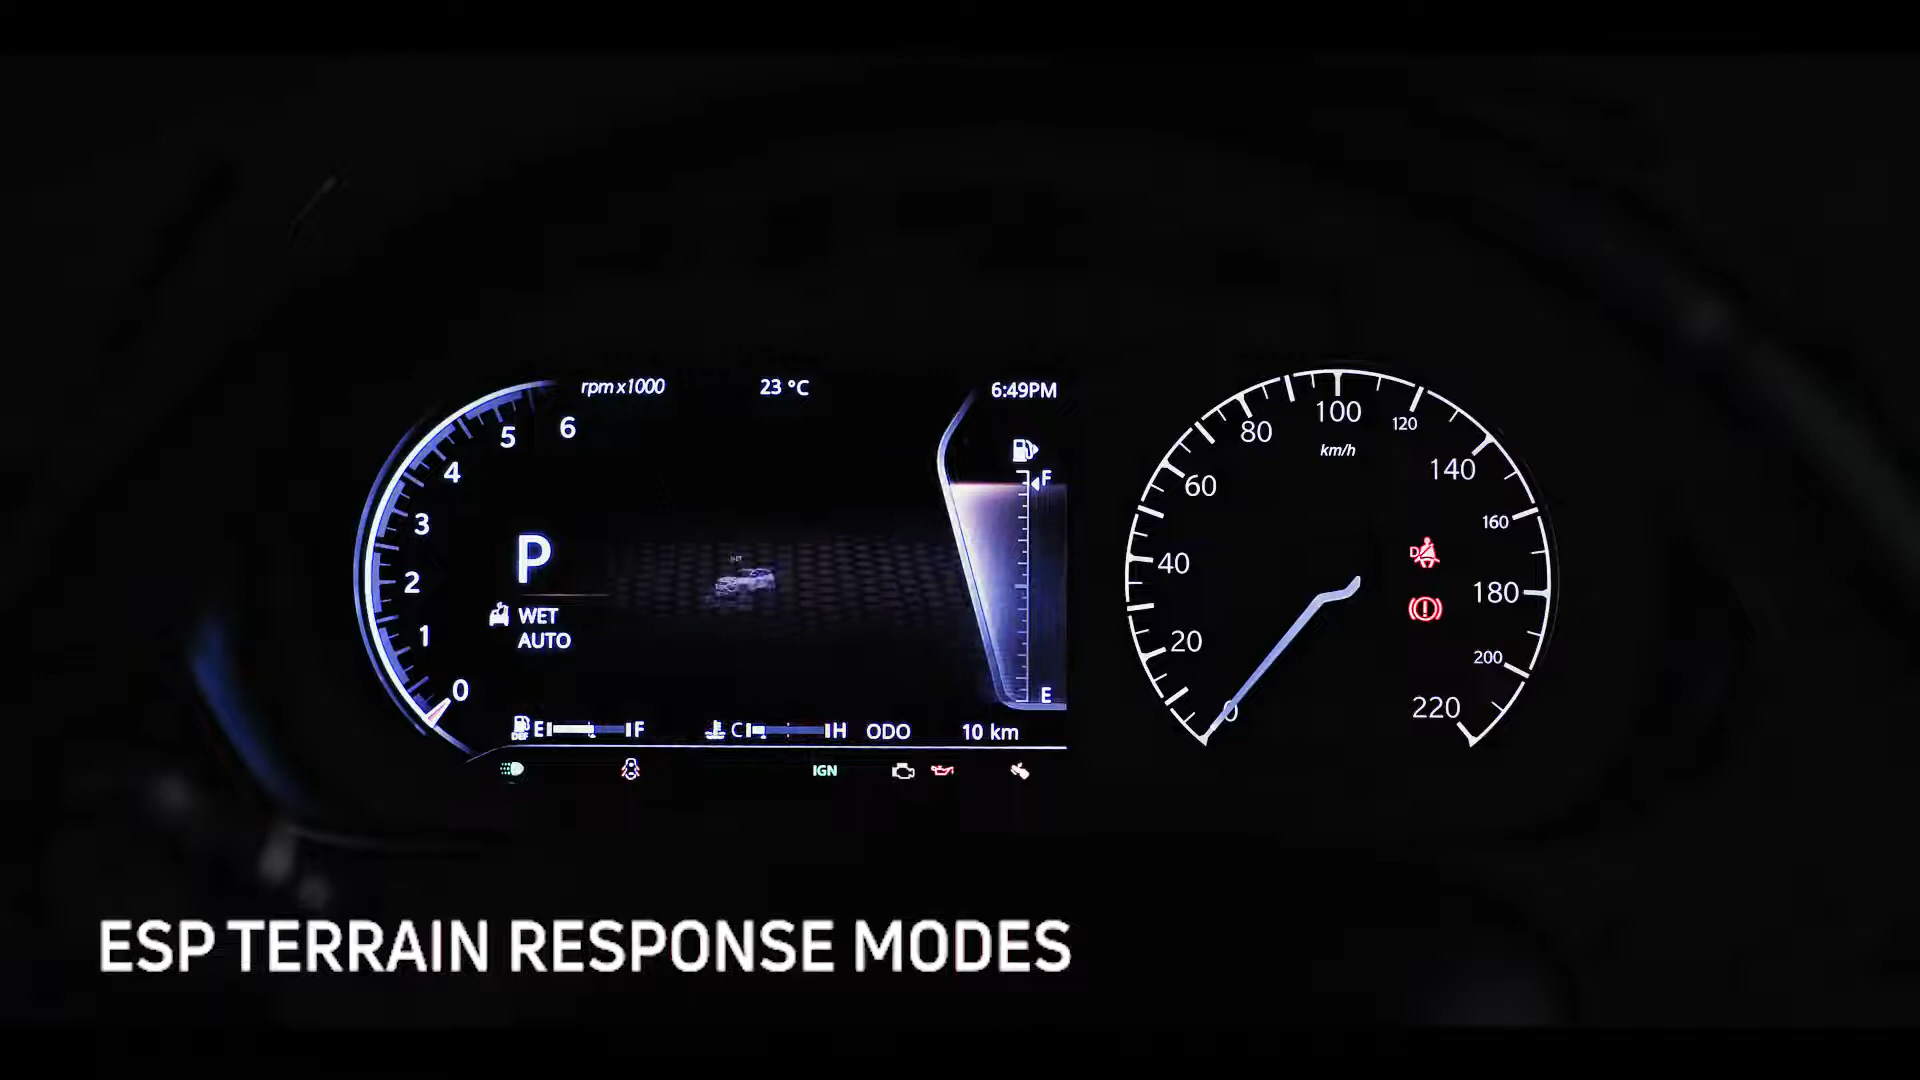 rpm x1000
23 °C
6:49PM
6
5
4
3
2
1
0
P
WET
AUTO
F
E
DEF
E F
C H
ODO
10 km
IGN
0
20
40
60
80
100
120
140
160
180
200
220
km/h
D
ESP TERRAIN RESPONSE MODES